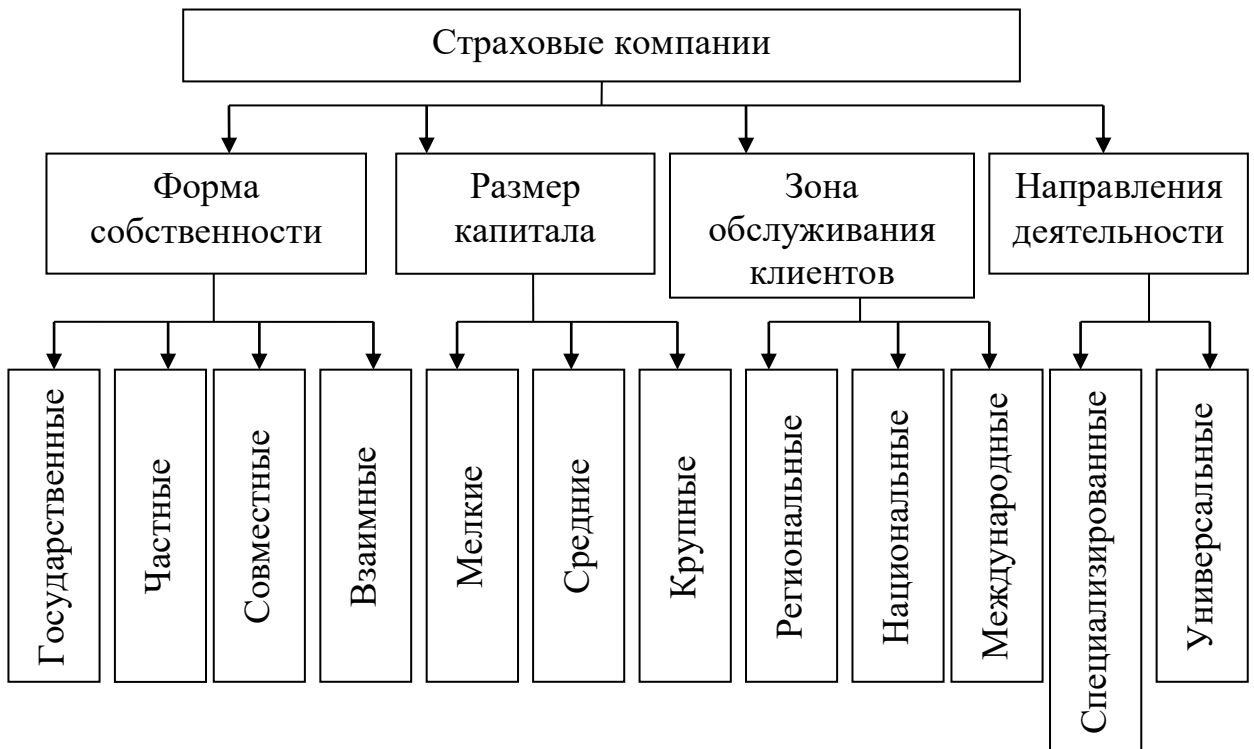 Страховые компании
Форма
собственности
Размер
капитала
Зона
обслуживания
клиентов
Направления
деятельности
Государственные
Частные
Совместные
Взаимные
Мелкие
Средние
Крупные
Региональные
Национальные
Международные
Специализированные
Универсальные